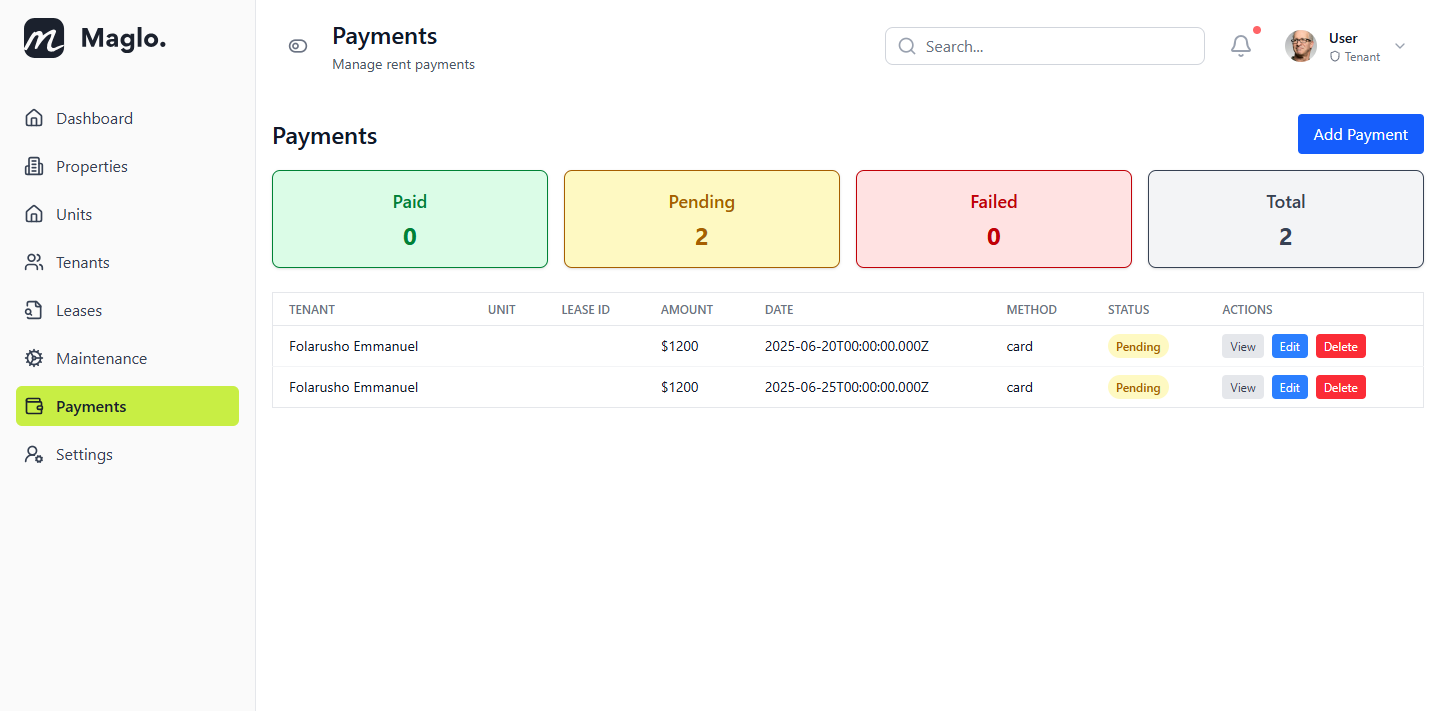 Maglo.
Dashboard
Properties
Units
Tenants
Leases
Maintenance
Payments
Settings
Payments
Manage rent payments
Search...
User
Tenant
Payments
Add Payment
Paid
0
Pending
2
Failed
0
Total
2
TENANT UNIT LEASE ID AMOUNT DATE METHOD STATUS ACTIONS
Folarusho Emmanuel $1200 2025-06-20T00:00:00.000Z card Pending View Edit Delete
Folarusho Emmanuel $1200 2025-06-25T00:00:00.000Z card Pending View Edit Delete